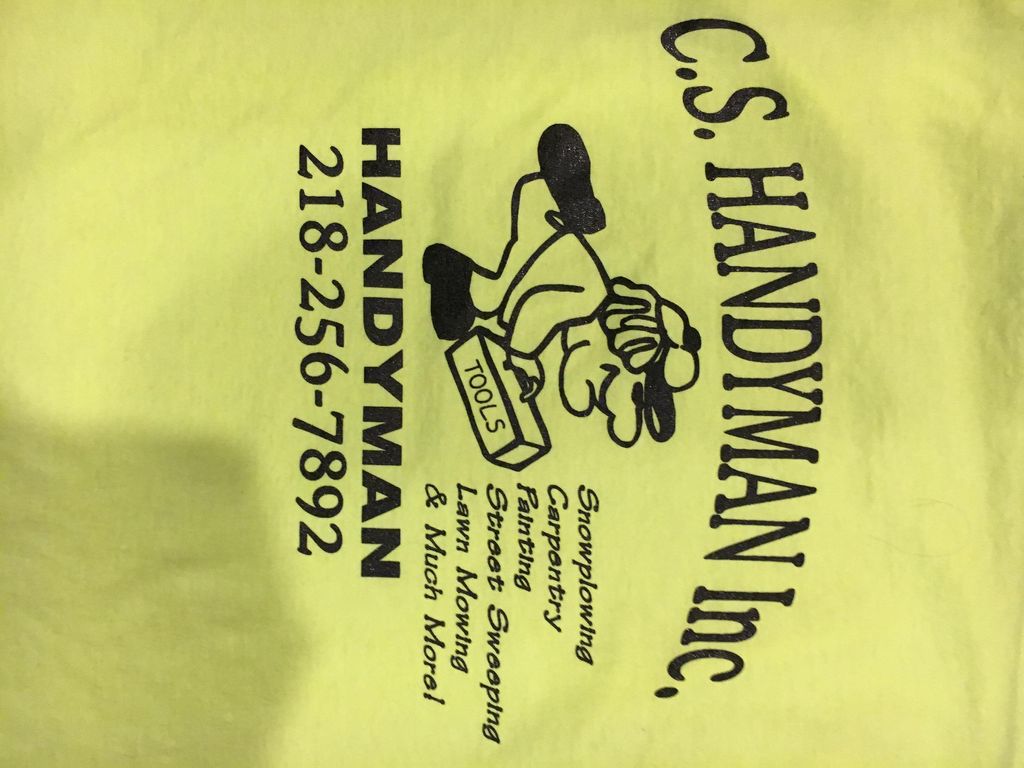 C.S. HANDYMAN Inc.
TOOLS
Snowplowing
Carpentry
Painting
Street Sweeping
Lawn Mowing
& Much More!
HANDYMAN
218-256-7892